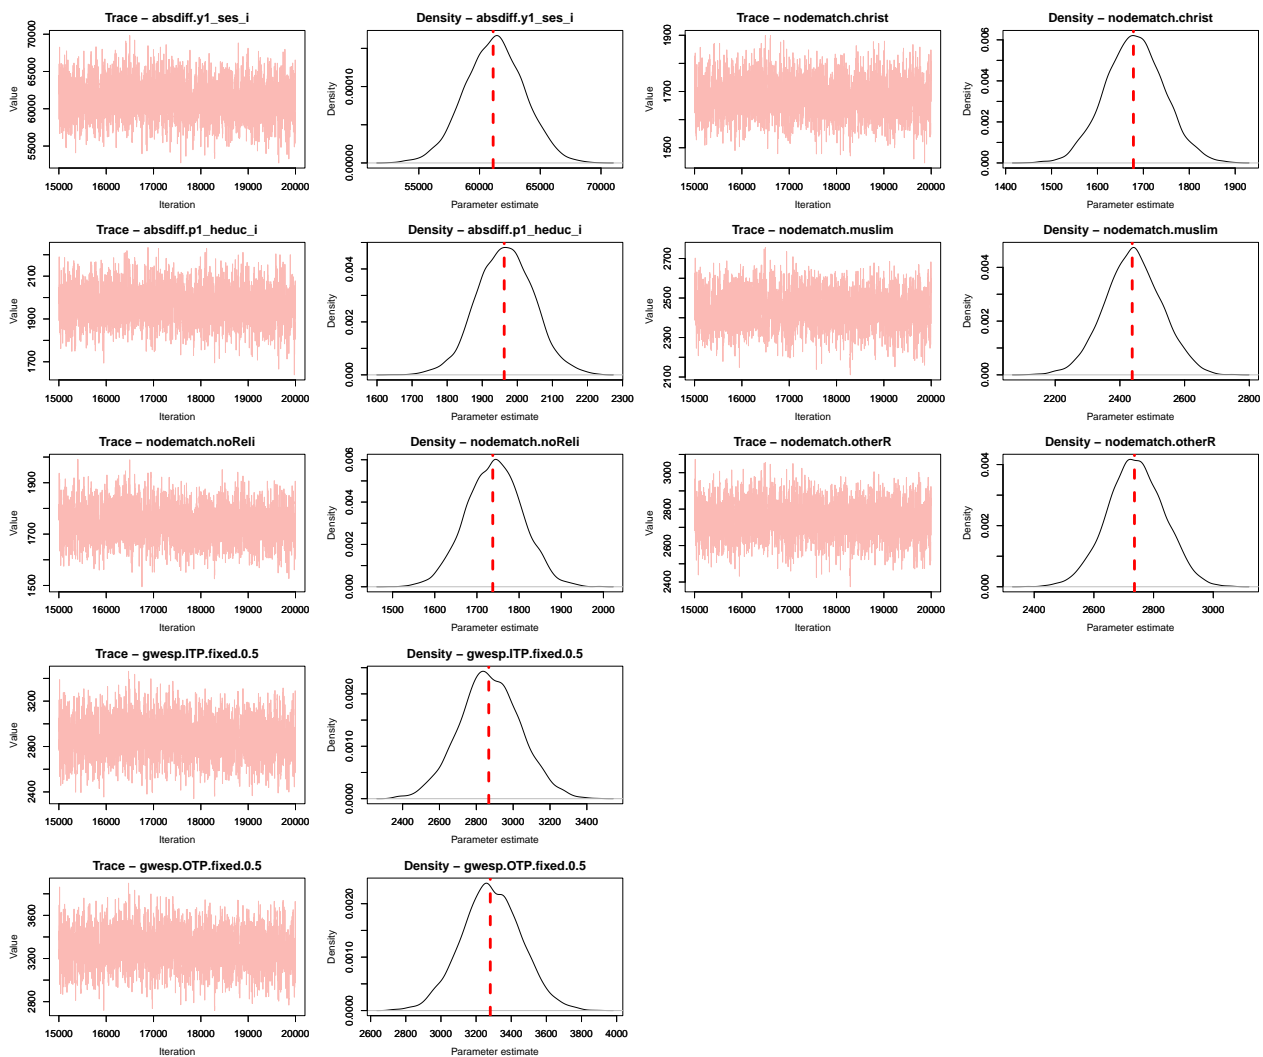 Trace − absdiff.y1_ses_i
Value
55000 60000 65000 70000
15000 16000 17000 18000 19000 20000
Iteration
Density − absdiff.y1_ses_i
Density
0.00000 0.00010
55000 60000 65000 70000
Parameter estimate
Trace − nodematch.christ
Value
1500 1700 1900
15000 16000 17000 18000 19000 20000
Iteration
Density − nodematch.christ
Density
0.000 0.002 0.004 0.006
1400 1500 1600 1700 1800 1900
Parameter estimate
Trace − absdiff.p1_heduc_i
Value
1700 1900 2100
15000 16000 17000 18000 19000 20000
Iteration
Density − absdiff.p1_heduc_i
Density
0.000 0.002 0.004
1600 1700 1800 1900 2000 2100 2200 2300
Parameter estimate
Trace − nodematch.muslim
Value
2100 2300 2500 2700
15000 16000 17000 18000 19000 20000
Iteration
Density − nodematch.muslim
Density
0.000 0.002 0.004
2200 2400 2600 2800
Parameter estimate
Trace − nodematch.noReli
Value
1500 1700 1900
15000 16000 17000 18000 19000 20000
Iteration
Density − nodematch.noReli
Density
0.000 0.002 0.004 0.006
1500 1600 1700 1800 1900 2000
Parameter estimate
Trace − nodematch.otherR
Value
2400 2600 2800 3000
15000 16000 17000 18000 19000 20000
Iteration
Density − nodematch.otherR
Density
0.000 0.002 0.004
2400 2600 2800 3000
Parameter estimate
Trace − gwesp.ITP.fixed.0.5
Value
2400 2800 3200
15000 16000 17000 18000 19000 20000
Iteration
Density − gwesp.ITP.fixed.0.5
Density
0.0000 0.0010 0.0020
2400 2600 2800 3000 3200 3400
Parameter estimate
Trace − gwesp.OTP.fixed.0.5
Value
2800 3200 3600
15000 16000 17000 18000 19000 20000
Iteration
Density − gwesp.OTP.fixed.0.5
Density
0.0000 0.0010 0.0020
2600 2800 3000 3200 3400 3600 3800 4000
Parameter estimate